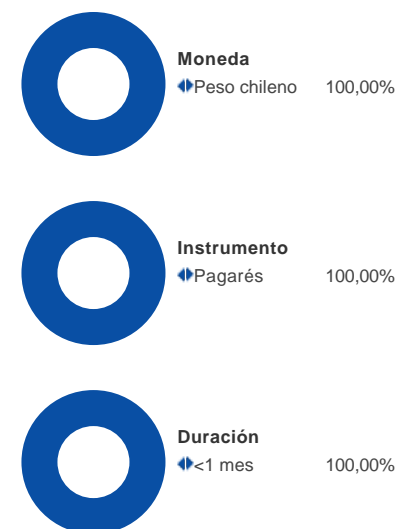 Moneda
Peso chileno 100,00%
Instrumento
Pagarés 100,00%
Duración
<1 mes 100,00%